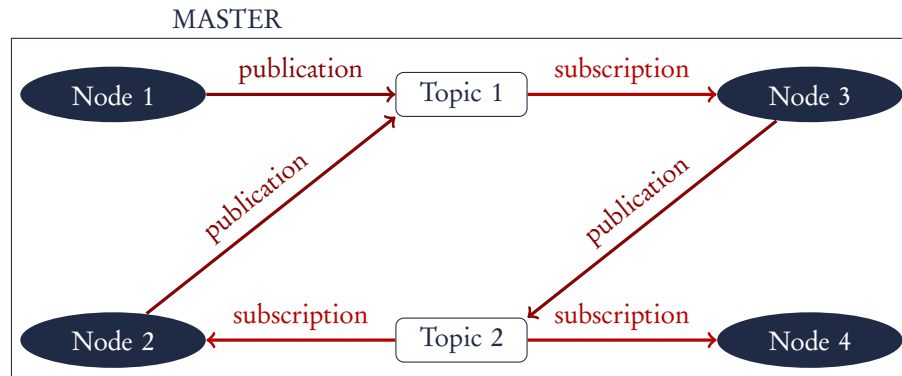 MASTER
publication
subscription
Node 1
Topic 1
Node 3
publication
publication
subscription
subscription
Node 2
Topic 2
Node 4